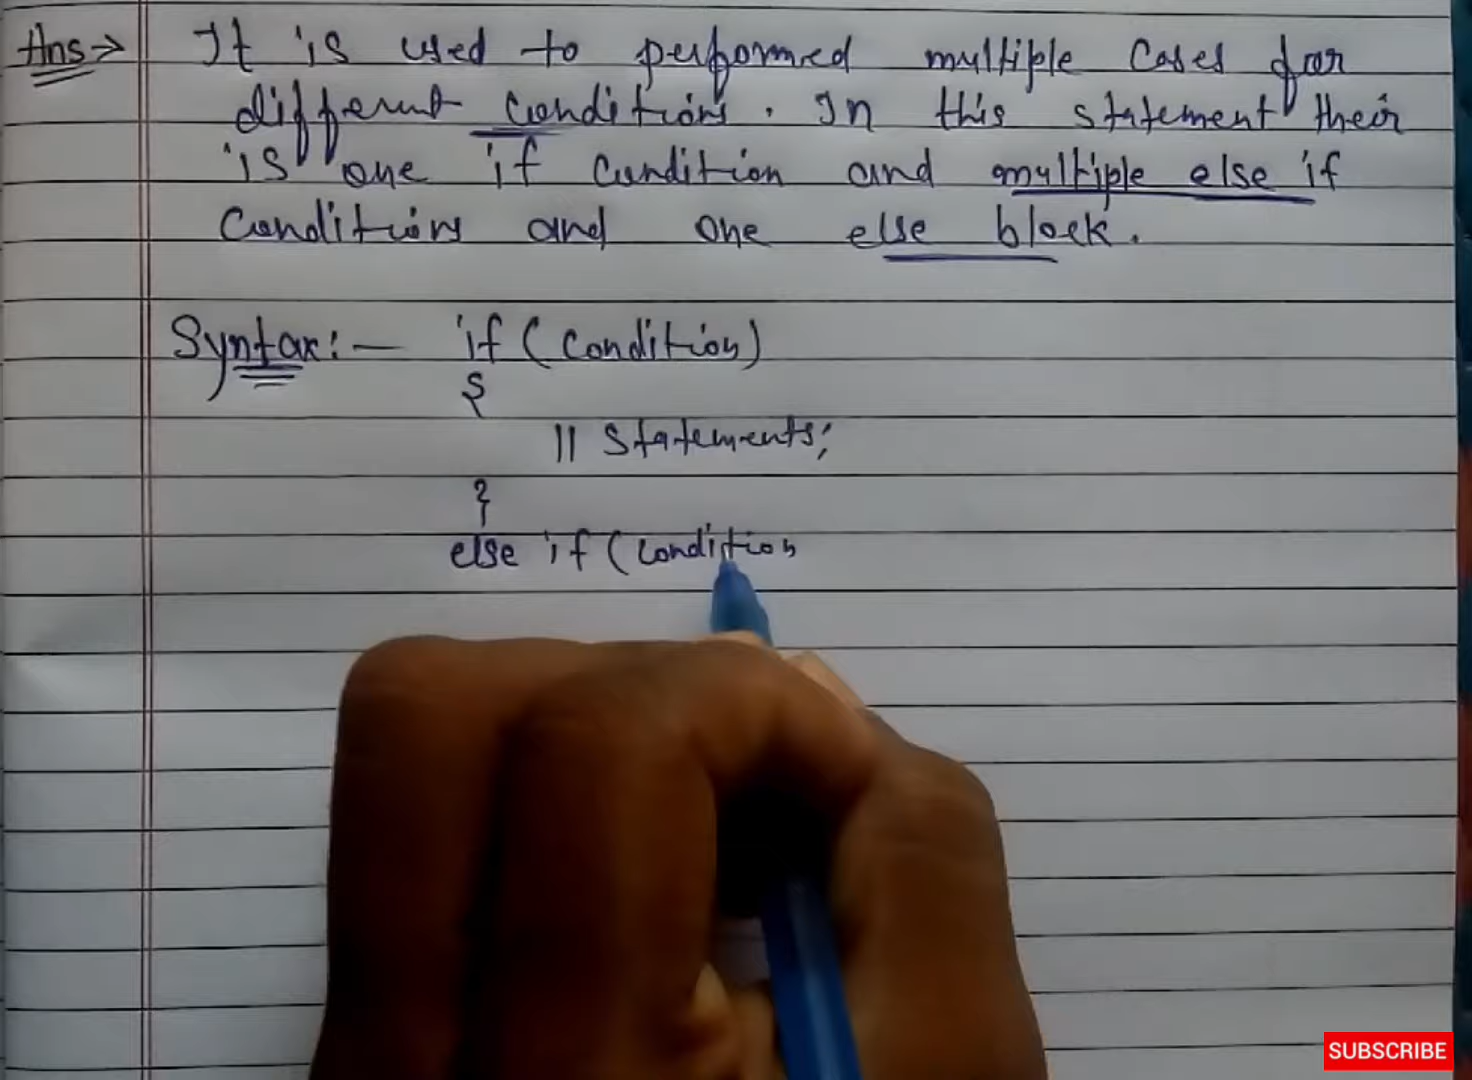 Ans → It is used to performed multiple cases for
different conditions. In this statement their
is one if condition and multiple else if
conditions and one else block.
Syntax:- if (condition)
{
// Statements;
}
else if (condition
SUBSCRIBE